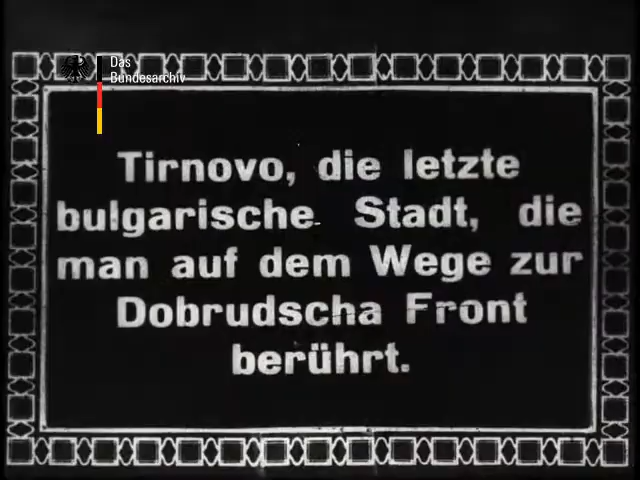 Das
Bundesarchiv
Tirnovo, die letzte
bulgarische Stadt, die
man auf dem Wege zur
Dobrudscha Front
berührt.